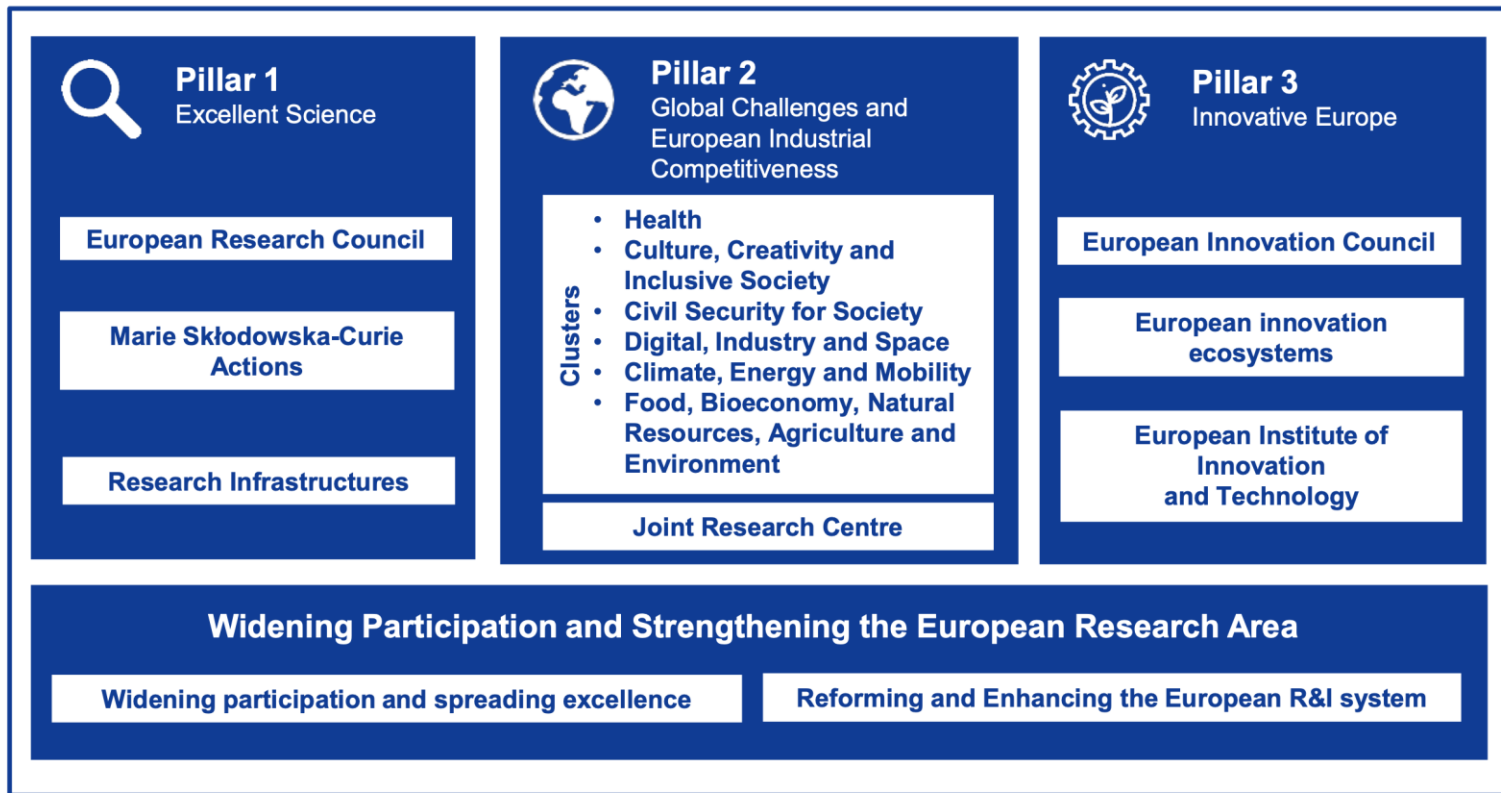 Pillar 1
Excellent Science
European Research Council
Marie Skłodowska-Curie
Actions
Research Infrastructures
Pillar 2
Global Challenges and
European Industrial
Competitiveness
Clusters
• Health
• Culture, Creativity and
Inclusive Society
• Civil Security for Society
• Digital, Industry and Space
• Climate, Energy and Mobility
• Food, Bioeconomy, Natural
Resources, Agriculture and
Environment
Joint Research Centre
Pillar 3
Innovative Europe
European Innovation Council
European innovation
ecosystems
European Institute of
Innovation
and Technology
Widening Participation and Strengthening the European Research Area
Widening participation and spreading excellence
Reforming and Enhancing the European R&I system